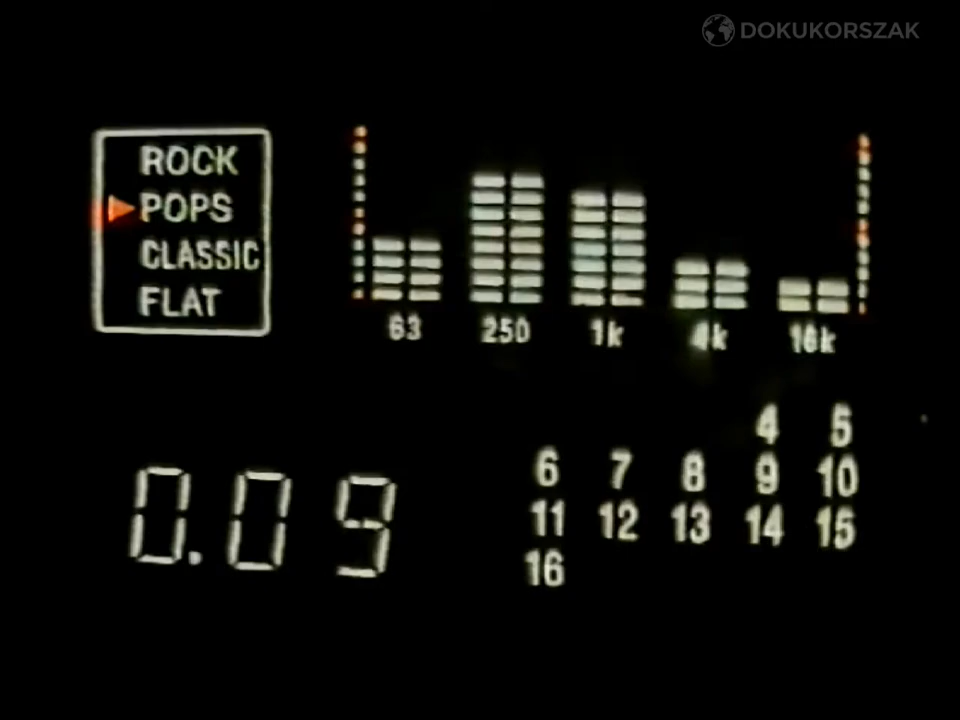 DOKUKORSZAK
ROCK
POPS
CLASSIC
FLAT
63 250 1k 4k 16k
4 5
6 7 8 9 10
11 12 13 14 15
16
0.09